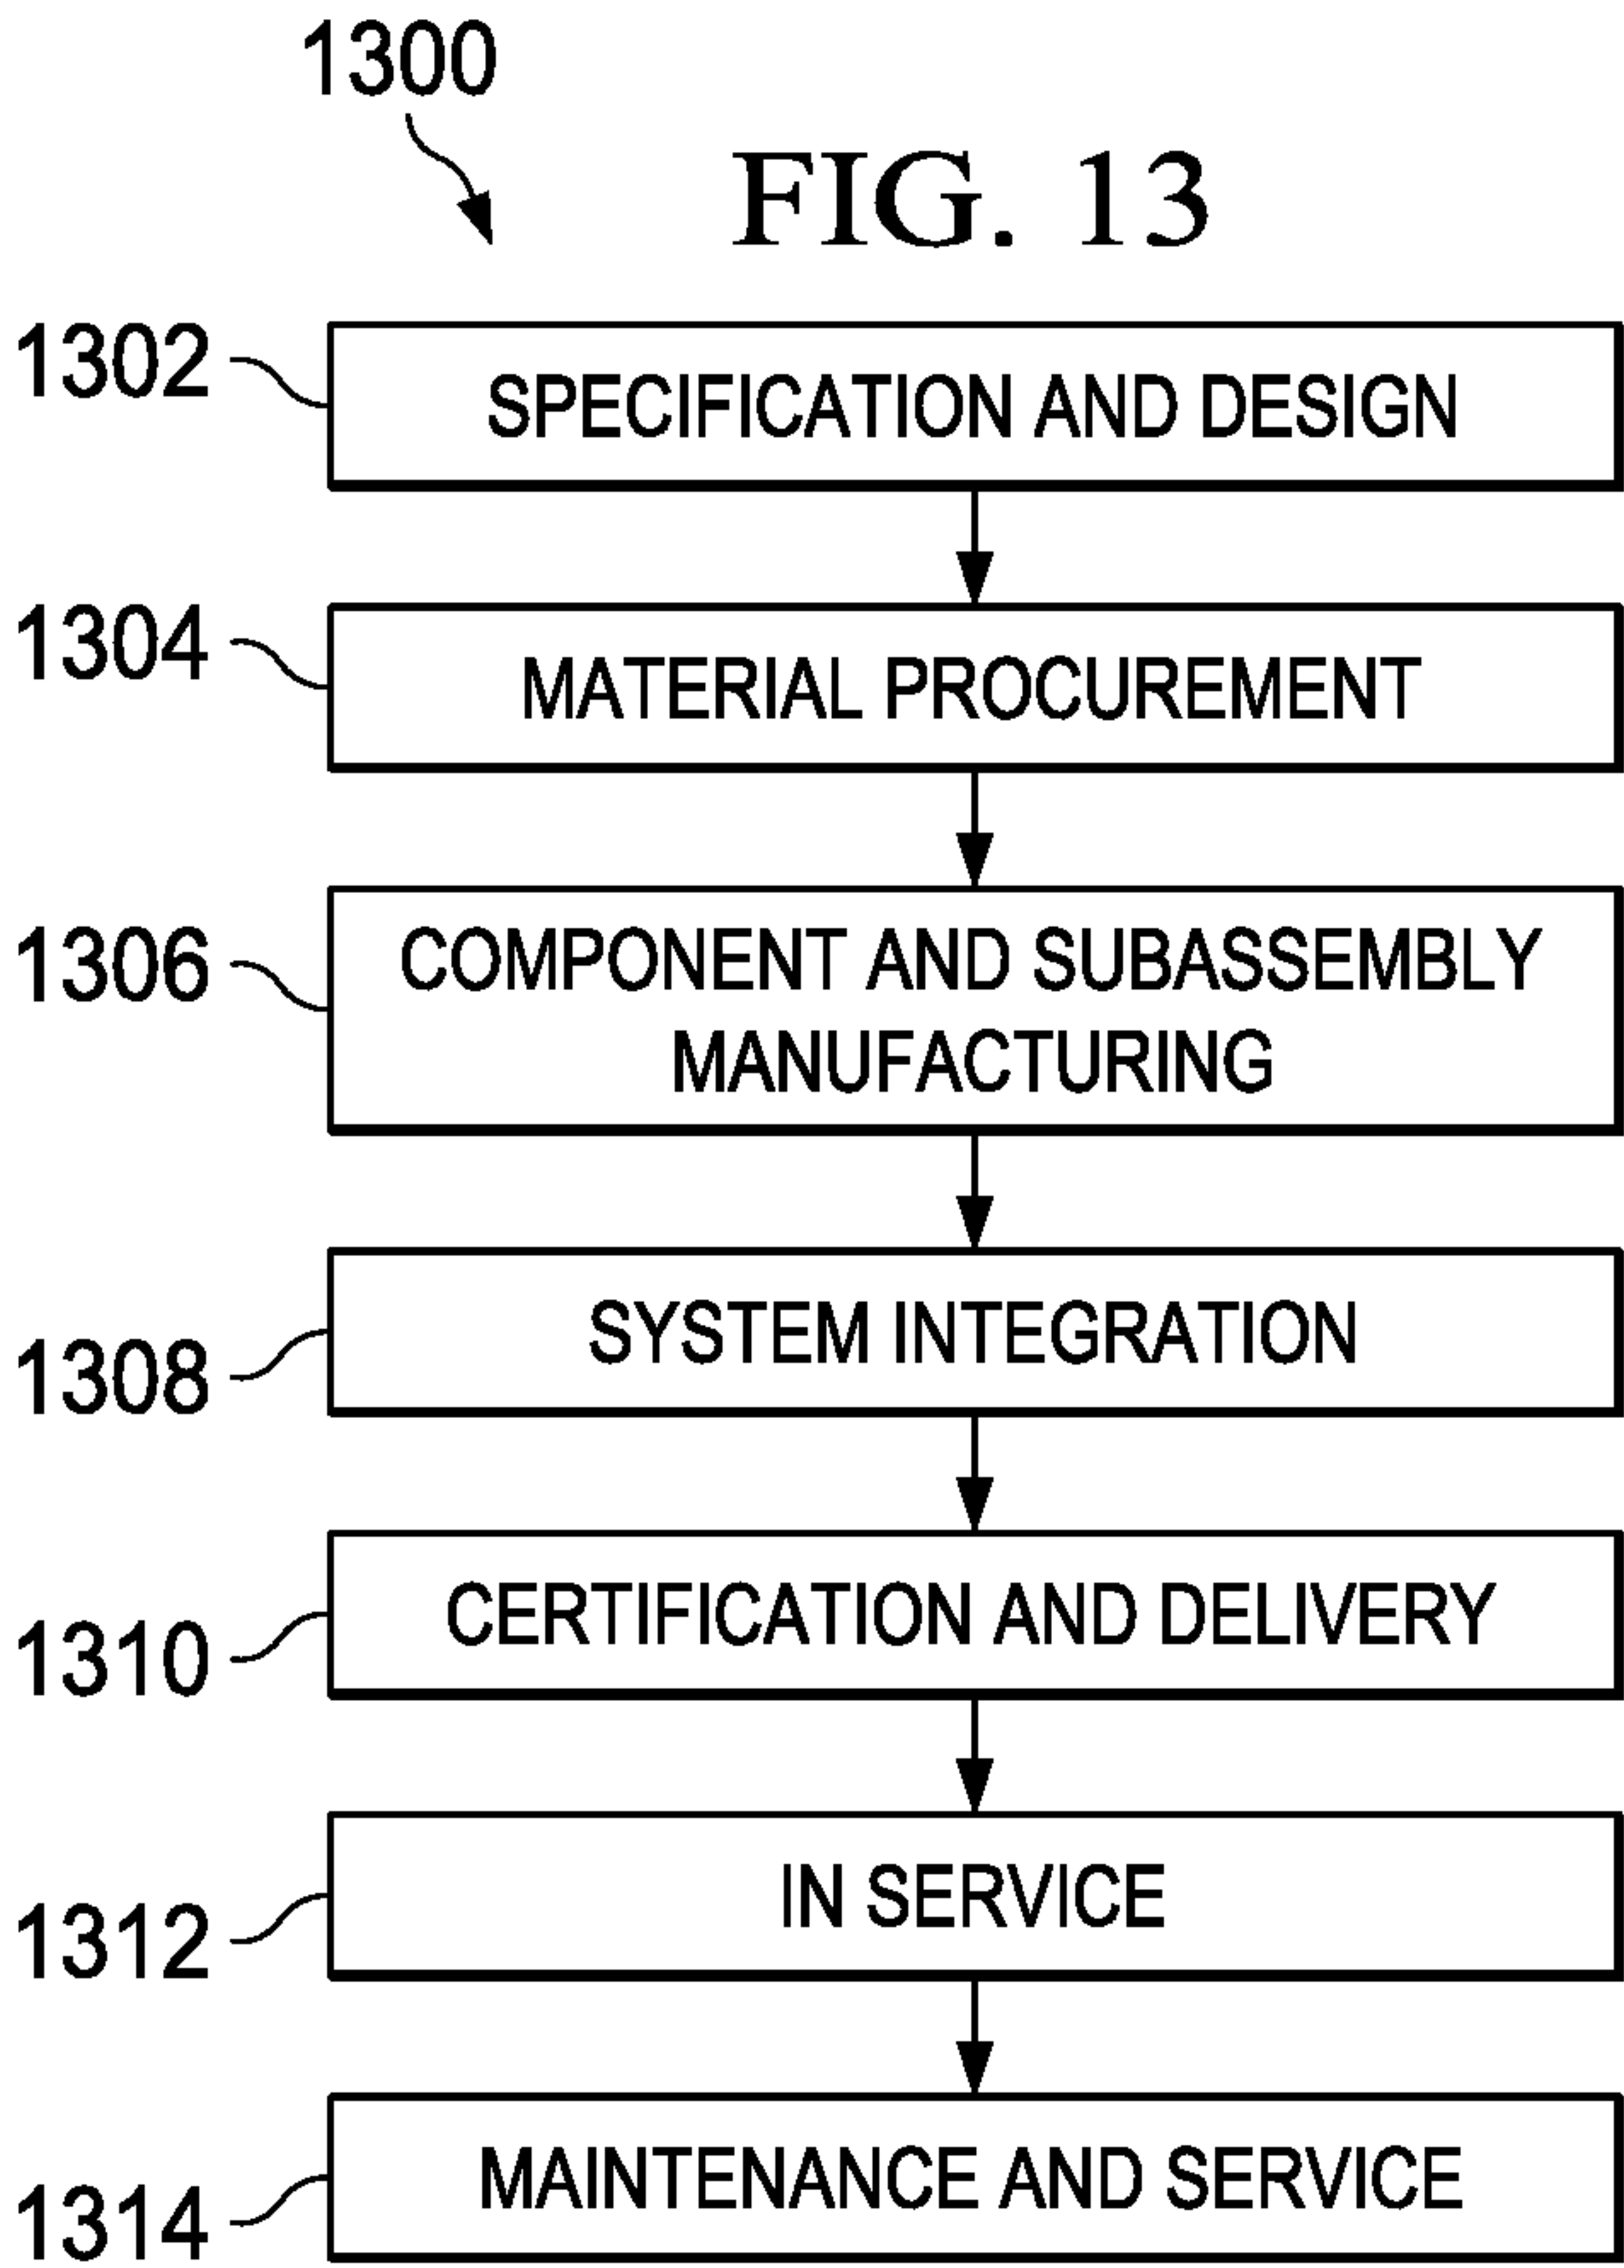 1300
FIG. 13
1302
SPECIFICATION AND DESIGN
1304
MATERIAL PROCUREMENT
1306
COMPONENT AND SUBASSEMBLY
MANUFACTURING
1308
SYSTEM INTEGRATION
1310
CERTIFICATION AND DELIVERY
1312
IN SERVICE
1314
MAINTENANCE AND SERVICE